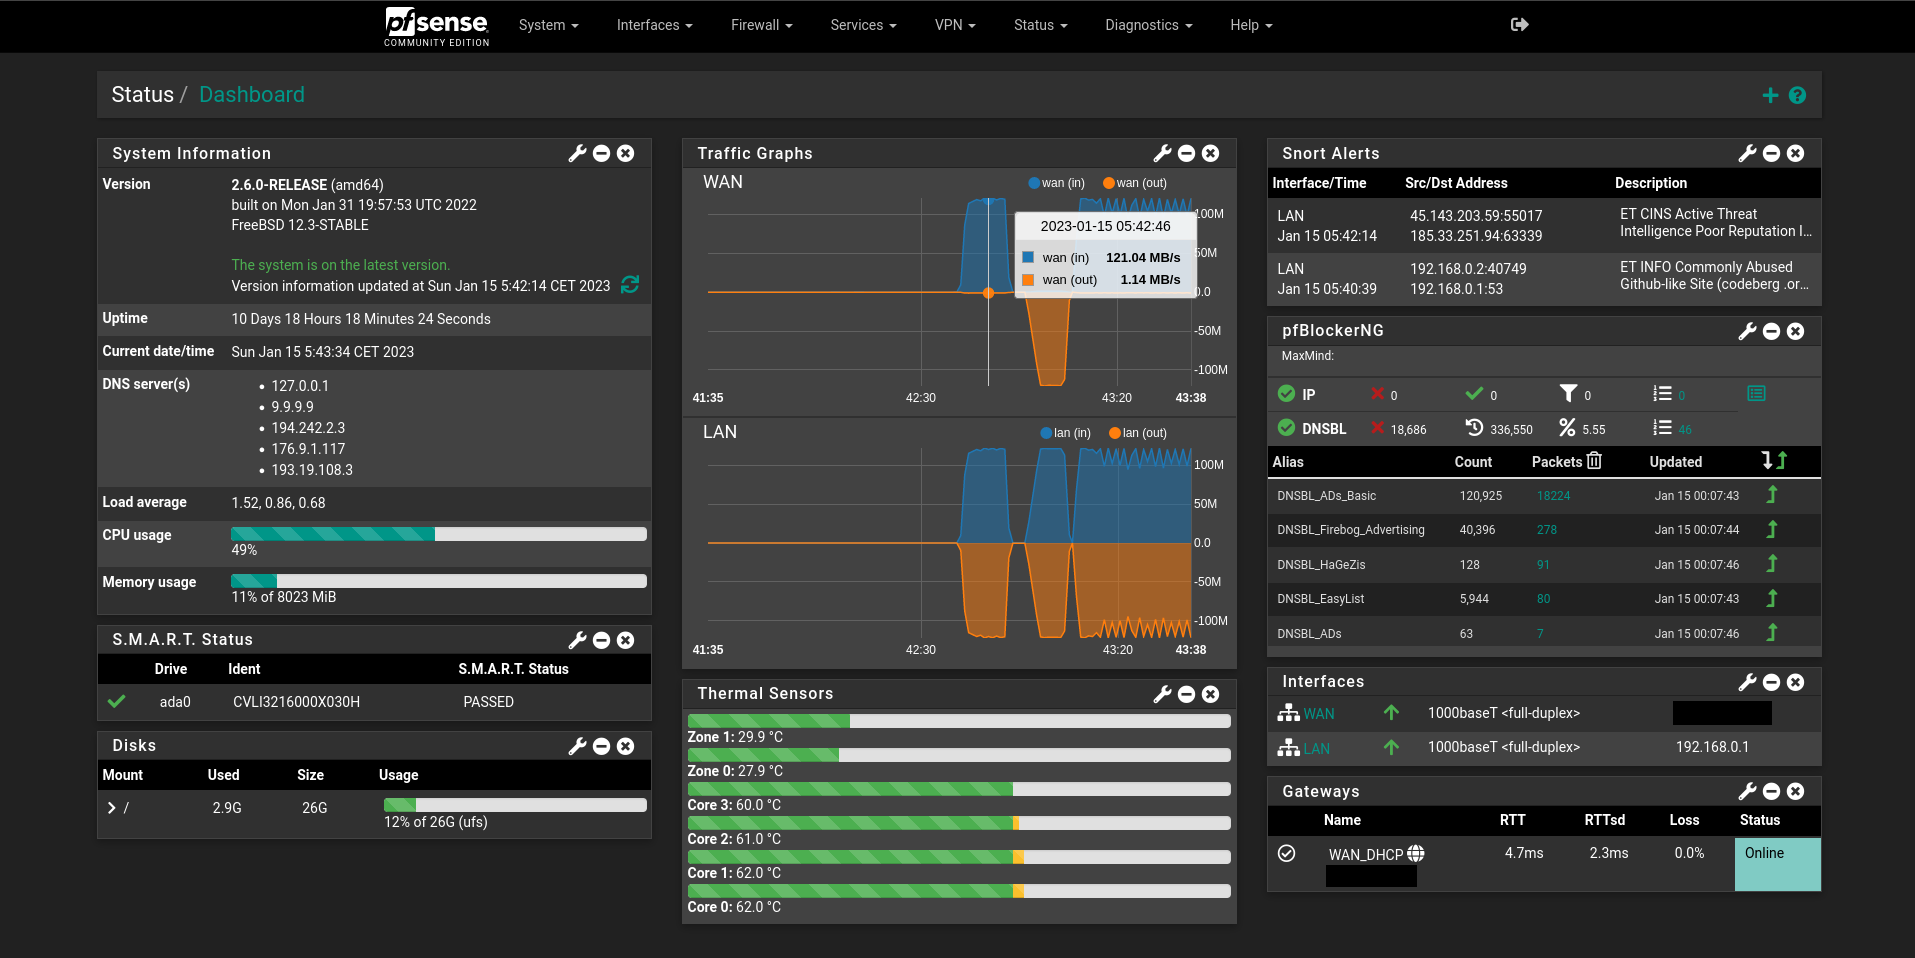 pfsense
COMMUNITY EDITION
System Interfaces Firewall Services VPN Status Diagnostics Help
Status / Dashboard
System Information
Version
2.6.0-RELEASE (amd64)
built on Mon Jan 31 19:57:53 UTC 2022
FreeBSD 12.3-STABLE
The system is on the latest version.
Version information updated at Sun Jan 15 5:42:14 CET 2023
Uptime 10 Days 18 Hours 18 Minutes 24 Seconds
Current date/time Sun Jan 15 5:43:34 CET 2023
DNS server(s)
• 127.0.0.1
• 9.9.9.9
• 194.242.2.3
• 176.9.1.117
• 193.19.108.3
Load average 1.52, 0.86, 0.68
CPU usage
49%
Memory usage
11% of 8023 MiB
S.M.A.R.T. Status
Drive Ident S.M.A.R.T. Status
ada0 CVLI3216000X030H PASSED
Disks
Mount Used Size Usage
/ 2.9G 26G
12% of 26G (ufs)
Traffic Graphs
WAN
wan (in) wan (out)
100M
50M
0.0
-50M
-100M
2023-01-15 05:42:46
wan (in) 121.04 MB/s
wan (out) 1.14 MB/s
41:35 42:30 43:20 43:38
LAN
lan (in) lan (out)
100M
50M
0.0
-50M
-100M
41:35 42:30 43:20 43:38
Thermal Sensors
Zone 1: 29.9 °C
Zone 0: 27.9 °C
Core 3: 60.0 °C
Core 2: 61.0 °C
Core 1: 62.0 °C
Core 0: 62.0 °C
Snort Alerts
Interface/Time Src/Dst Address Description
LAN 45.143.203.59:55017 ET CINS Active Threat
Jan 15 05:42:14 185.33.251.94:63339 Intelligence Poor Reputation I...
LAN 192.168.0.2:40749 ET INFO Commonly Abused
Jan 15 05:40:39 192.168.0.1:53 Github-like Site (codeberg .or...
pfBlockerNG
MaxMind:
IP 0 0 0 0
DNSBL 18,686 336,550 % 5.55 46
Alias Count Packets Updated
DNSBL_ADs_Basic 120,925 18224 Jan 15 00:07:43
DNSBL_Firebog_Advertising 40,396 278 Jan 15 00:07:44
DNSBL_HaGeZis 128 91 Jan 15 00:07:46
DNSBL_EasyList 5,944 80 Jan 15 00:07:43
DNSBL_ADs 63 7 Jan 15 00:07:46
Interfaces
WAN 1000baseT <full-duplex>
LAN 1000baseT <full-duplex> 192.168.0.1
Gateways
Name RTT RTTsd Loss Status
WAN_DHCP 4.7ms 2.3ms 0.0% Online